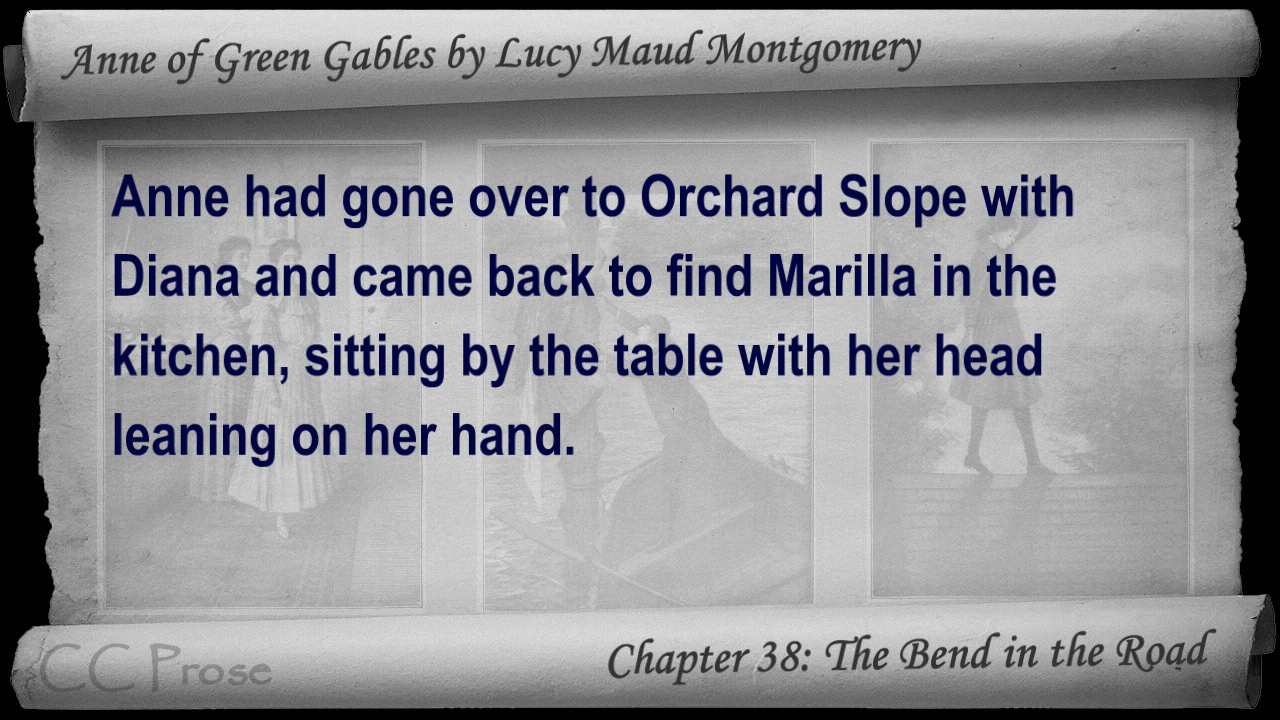 Anne of Green Gables by Lucy Maud Montgomery
Anne had gone over to Orchard Slope with
Diana and came back to find Marilla in the
kitchen, sitting by the table with her head
leaning on her hand.
CC Prose
Chapter 38: The Bend in the Road